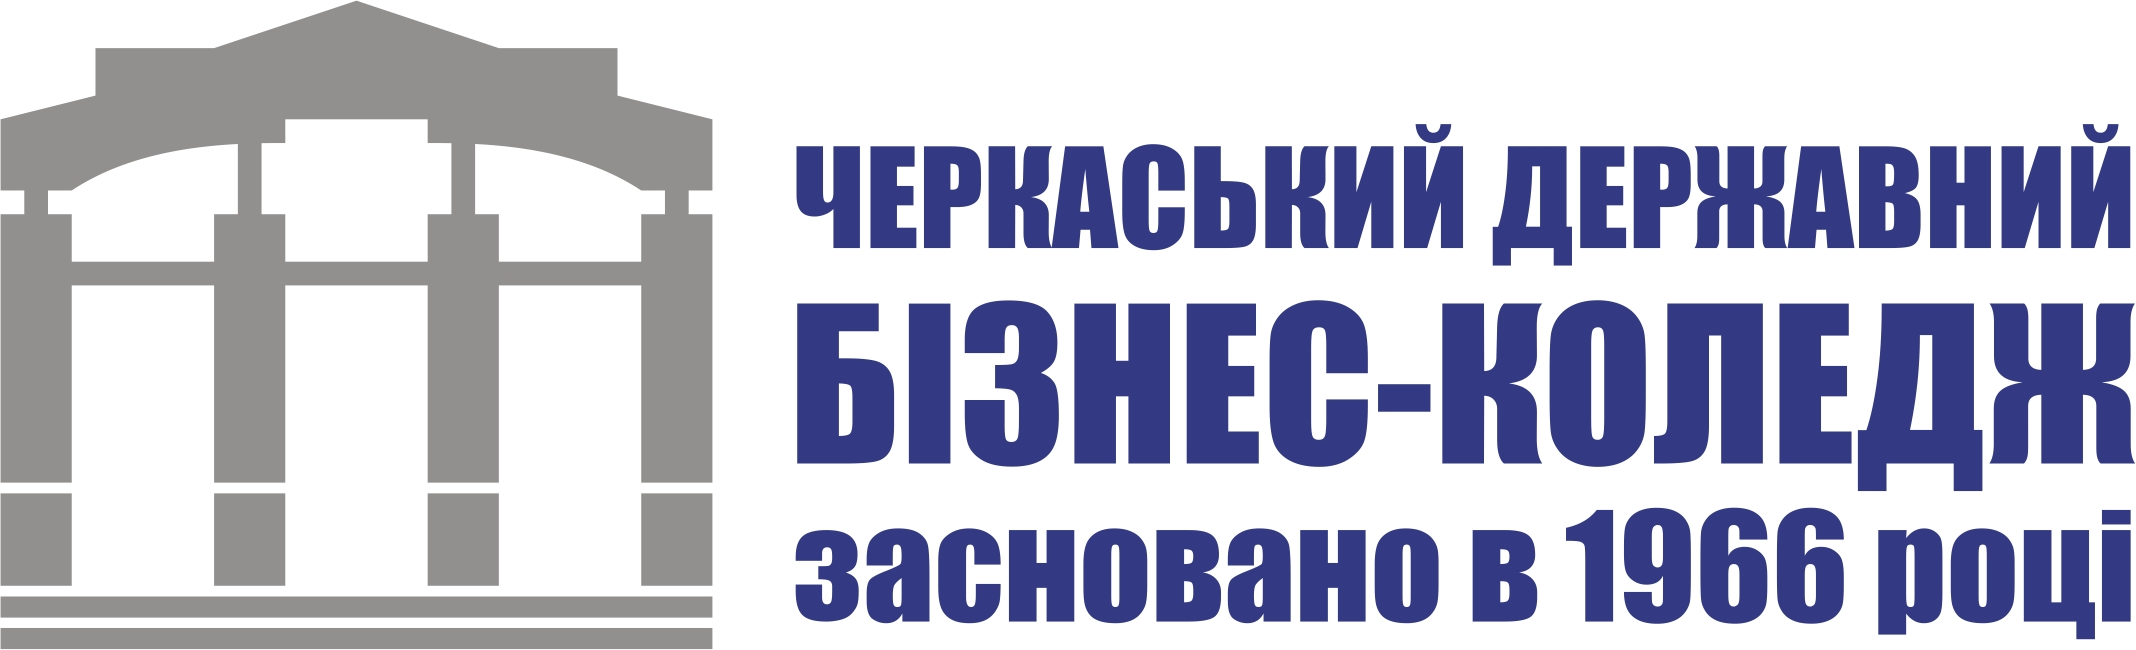 ЧЕРКАСЬКИЙ ДЕРЖАВНИЙ
БІЗНЕС-КОЛЕДЖ
засновано в 1966 році